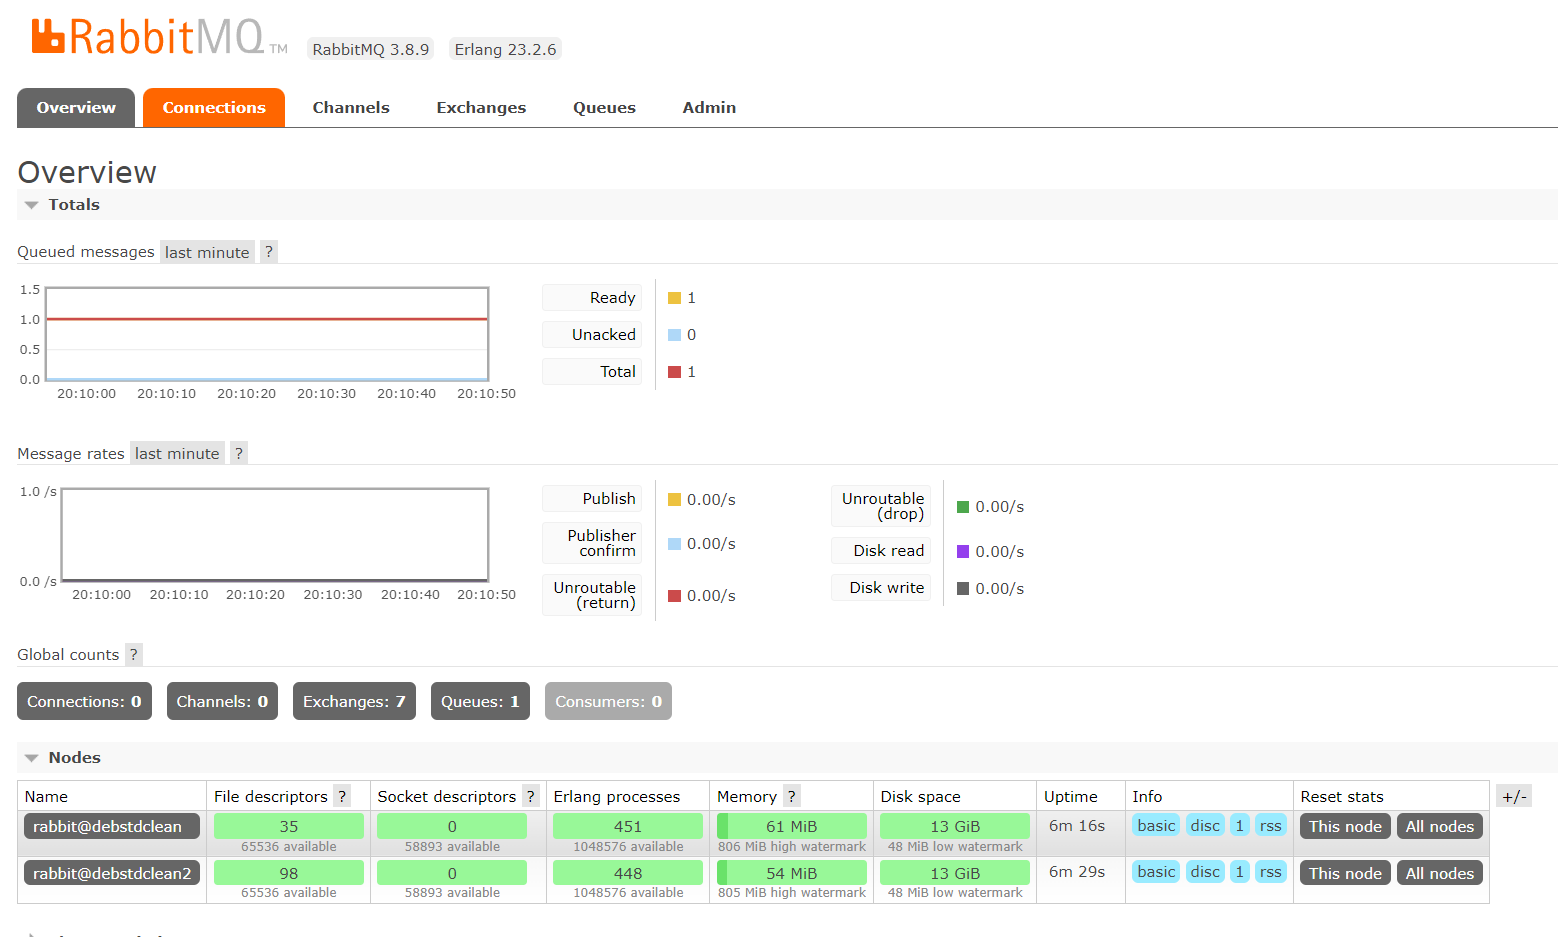 RabbitMQ TM RabbitMQ 3.8.9 Erlang 23.2.6
Overview Connections Channels Exchanges Queues Admin
Overview
Totals
Queued messages last minute ?
1.5
1.0
0.5
0.0
20:10:00 20:10:10 20:10:20 20:10:30 20:10:40 20:10:50
Ready 1
Unacked 0
Total 1
Message rates last minute ?
1.0 /s
0.0 /s
20:10:00 20:10:10 20:10:20 20:10:30 20:10:40 20:10:50
Publish 0.00/s
Publisher
confirm 0.00/s
Unroutable
(return) 0.00/s
Unroutable
(drop) 0.00/s
Disk read 0.00/s
Disk write 0.00/s
Global counts ?
Connections: 0 Channels: 0 Exchanges: 7 Queues: 1 Consumers: 0
Nodes
Name File descriptors ? Socket descriptors ? Erlang processes Memory ? Disk space Uptime Info Reset stats +/-
rabbit@debstdclean 35 0 451 61 MiB 13 GiB 6m 16s basic disc 1 rss This node All nodes
65536 available 58893 available 1048576 available 806 MiB high watermark 48 MiB low watermark
rabbit@debstdclean2 98 0 448 54 MiB 13 GiB 6m 29s basic disc 1 rss This node All nodes
65536 available 58893 available 1048576 available 805 MiB high watermark 48 MiB low watermark